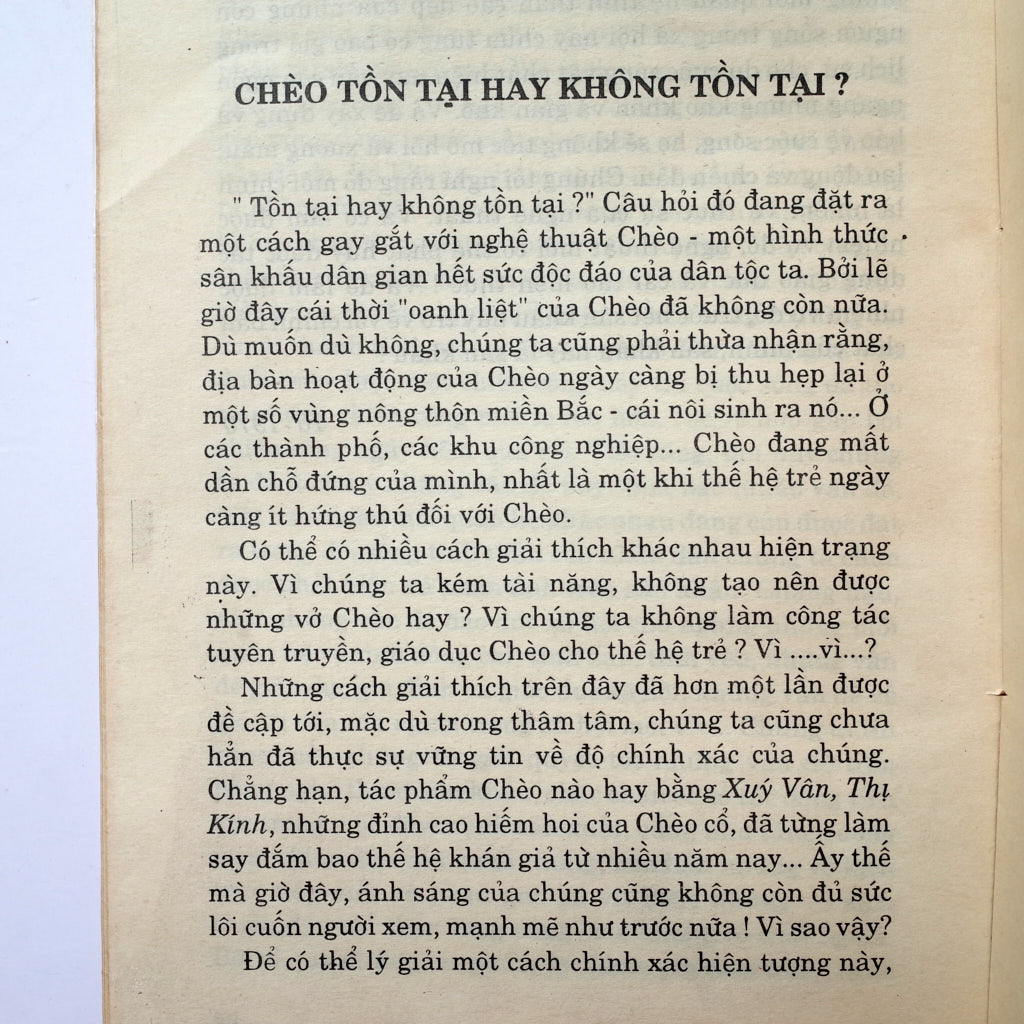 CHÈO TỒN TẠI HAY KHÔNG TỒN TẠI ?
" Tồn tại hay không tồn tại ?" Câu hỏi đó đang đặt ra
một cách gay gắt với nghệ thuật Chèo - một hình thức
sân khấu dân gian hết sức độc đáo của dân tộc ta. Bởi lẽ
giờ đây cái thời "oanh liệt" của Chèo đã không còn nữa.
Dù muốn dù không, chúng ta cũng phải thừa nhận rằng,
địa bàn hoạt động của Chèo ngày càng bị thu hẹp lại ở
một số vùng nông thôn miền Bắc - cái nôi sinh ra nó... Ở
các thành phố, các khu công nghiệp... Chèo đang mất
dần chỗ đứng của mình, nhất là một khi thế hệ trẻ ngày
càng ít hứng thú đối với Chèo.
Có thể có nhiều cách giải thích khác nhau hiện trạng
này. Vì chúng ta kém tài năng, không tạo nên được
những vở Chèo hay ? Vì chúng ta không làm công tác
tuyên truyền, giáo dục Chèo cho thế hệ trẻ ? Vì ....vì...?
Những cách giải thích trên đây đã hơn một lần được
đề cập tới, mặc dù trong thâm tâm, chúng ta cũng chưa
hẳn đã thực sự vững tin về độ chính xác của chúng.
Chẳng hạn, tác phẩm Chèo nào hay bằng Xuý Vân, Thị
Kính, những đỉnh cao hiếm hoi của Chèo cổ, đã từng làm
say đắm bao thế hệ khán giả từ nhiều năm nay... Ấy thế
mà giờ đây, ánh sáng của chúng cũng không còn đủ sức
lôi cuốn người xem, mạnh mẽ như trước nữa ! Vì sao vậy?
Để có thể lý giải một cách chính xác hiện tượng này,